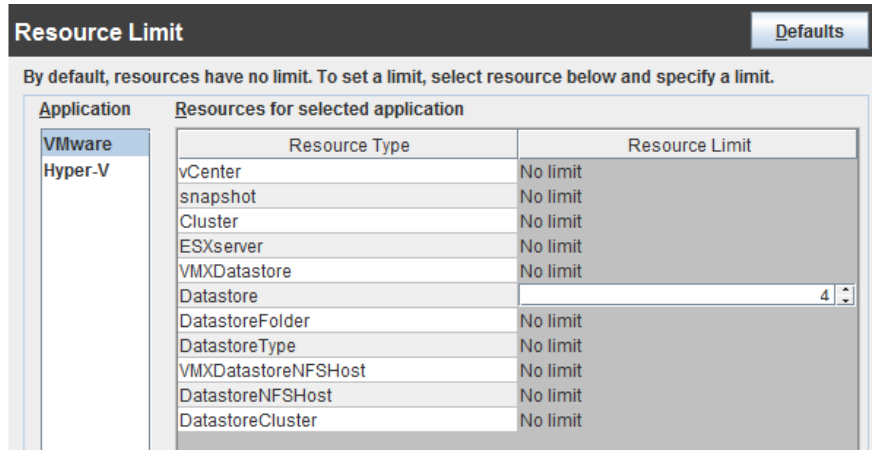 Resource Limit
Defaults
By default, resources have no limit. To set a limit, select resource below and specify a limit.
Application
Resources for selected application
VMware
Hyper-V
Resource Type Resource Limit
vCenter No limit
snapshot No limit
Cluster No limit
ESXserver No limit
VMXDatastore No limit
Datastore 4
DatastoreFolder No limit
DatastoreType No limit
VMXDatastoreNFSHost No limit
DatastoreNFSHost No limit
DatastoreCluster No limit